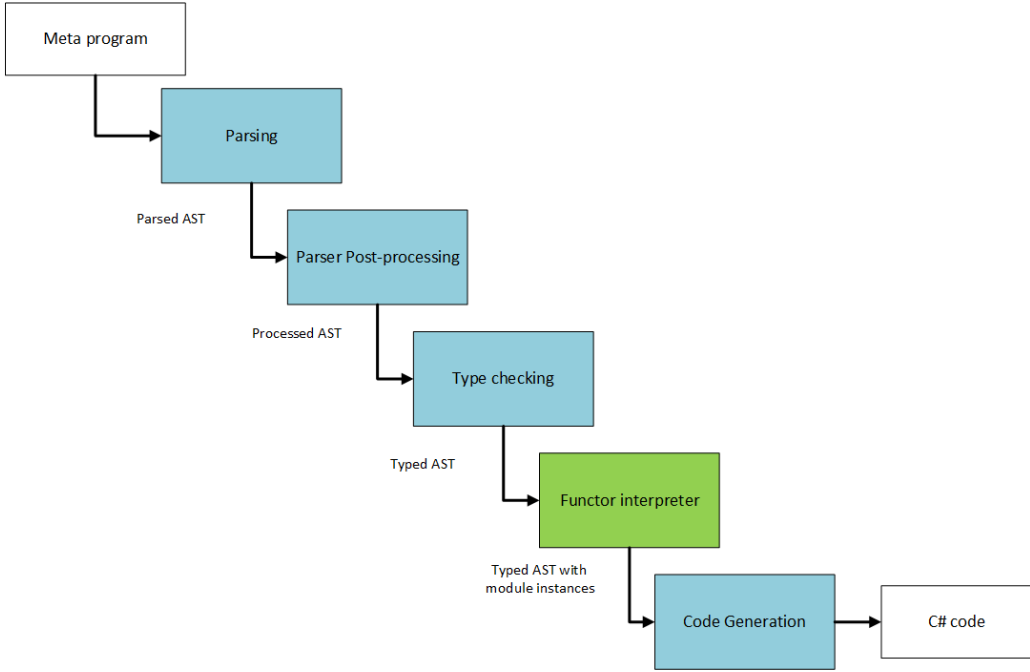 Meta program
Parsing
Parsed AST
Parser Post-processing
Processed AST
Type checking
Typed AST
Functor interpreter
Typed AST with
module instances
Code Generation
C# code